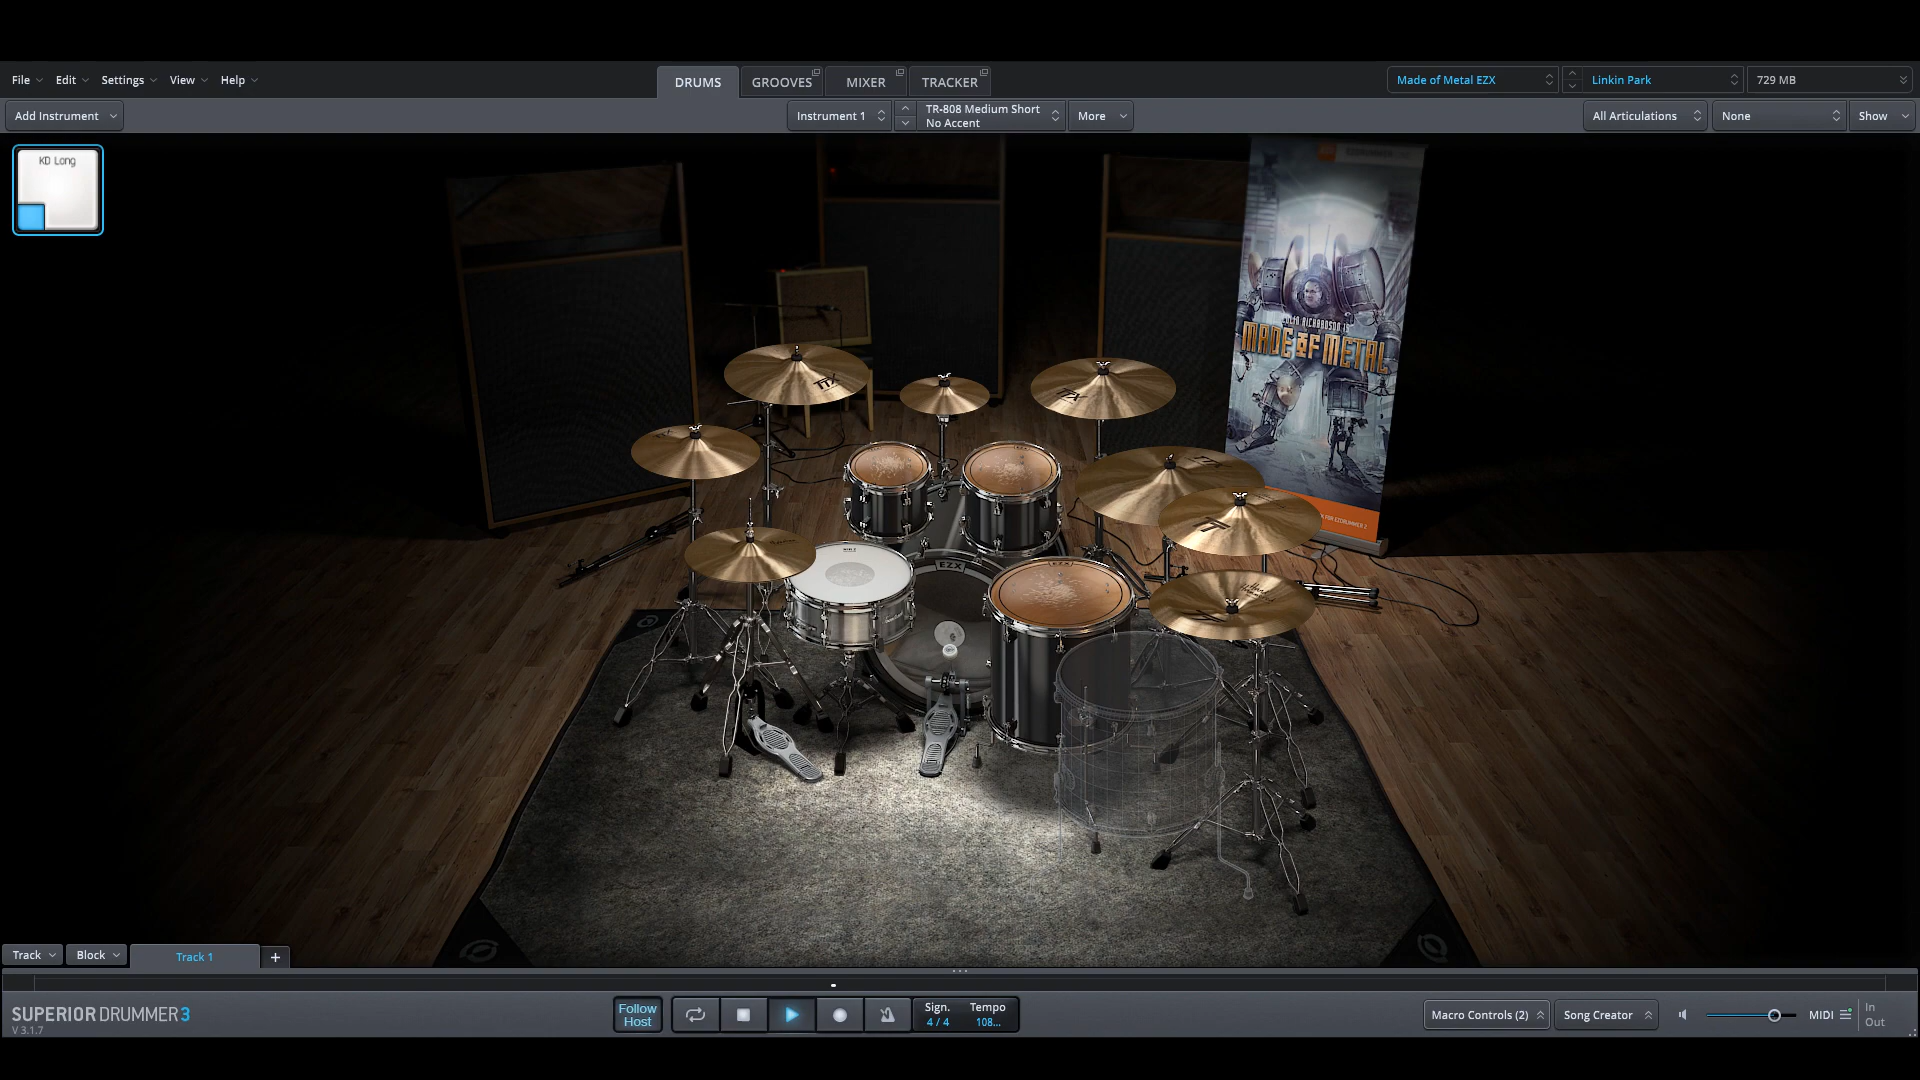 File Edit Settings View Help
DRUMS GROOVES MIXER TRACKER
Made of Metal EZX Linkin Park 729 MB
Add Instrument
Instrument 1
TR-808 Medium Short
No Accent
More
All Articulations None Show
KD Long
MADE OF METAL
EZX
Track Block Track 1 +
SUPERIOR DRUMMER 3
V 3.1.7
Follow
Host
Sign. Tempo
4 / 4 108...
Macro Controls (2) Song Creator
MIDI
In
Out